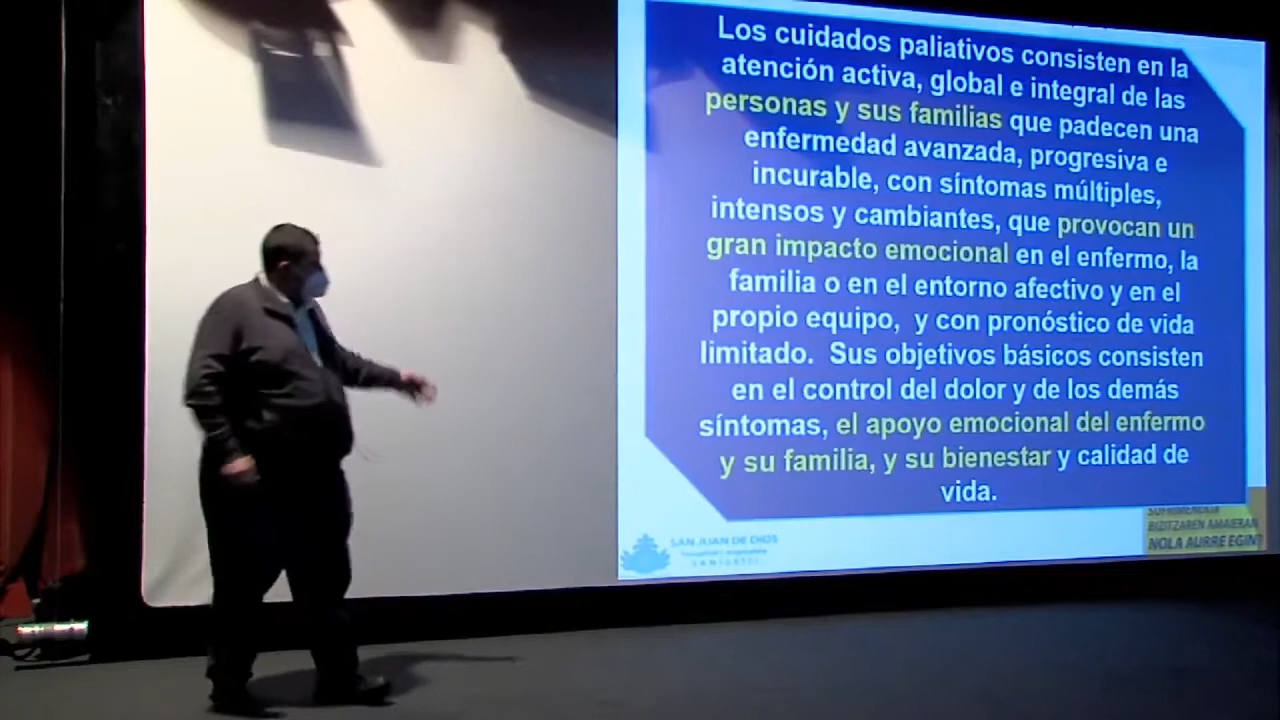 Los cuidados paliativos consisten en la
atención activa, global e integral de las
personas y sus familias que padecen una
enfermedad avanzada, progresiva e
incurable, con síntomas múltiples,
intensos y cambiantes, que provocan un
gran impacto emocional en el enfermo, la
familia o en el entorno afectivo y en el
propio equipo, y con pronóstico de vida
limitado. Sus objetivos básicos consisten
en el control del dolor y de los demás
síntomas, el apoyo emocional del enfermo
y su familia, y su bienestar y calidad de
vida.
SAN JUAN DE DIOS
BIZITZAREN AMAIERAN
NOLA AURRE EGIN?